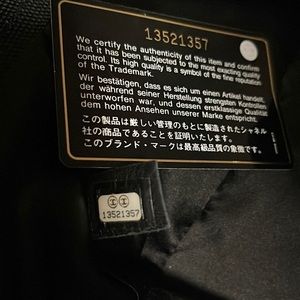 13521357
We certify the authenticity of this item and confirm
that it has been subjected to the most exacting quality
control. Its high quality is a symbol of the fine reputation
of the Trademark.
Wir bestätigen, dass es sich um einen Artikel handelt,
der während seiner Herstellung strengsten Kontrollen
unterworfen war, und dessen erstklassige Qualität
dem hohen Ansehen unserer Marke entspricht.
この製品は厳しい管理のもとに製造されたシャネル
社の商品であることを証明いたします。
このブランド・マークは最高級品質の象徴です。
13521357